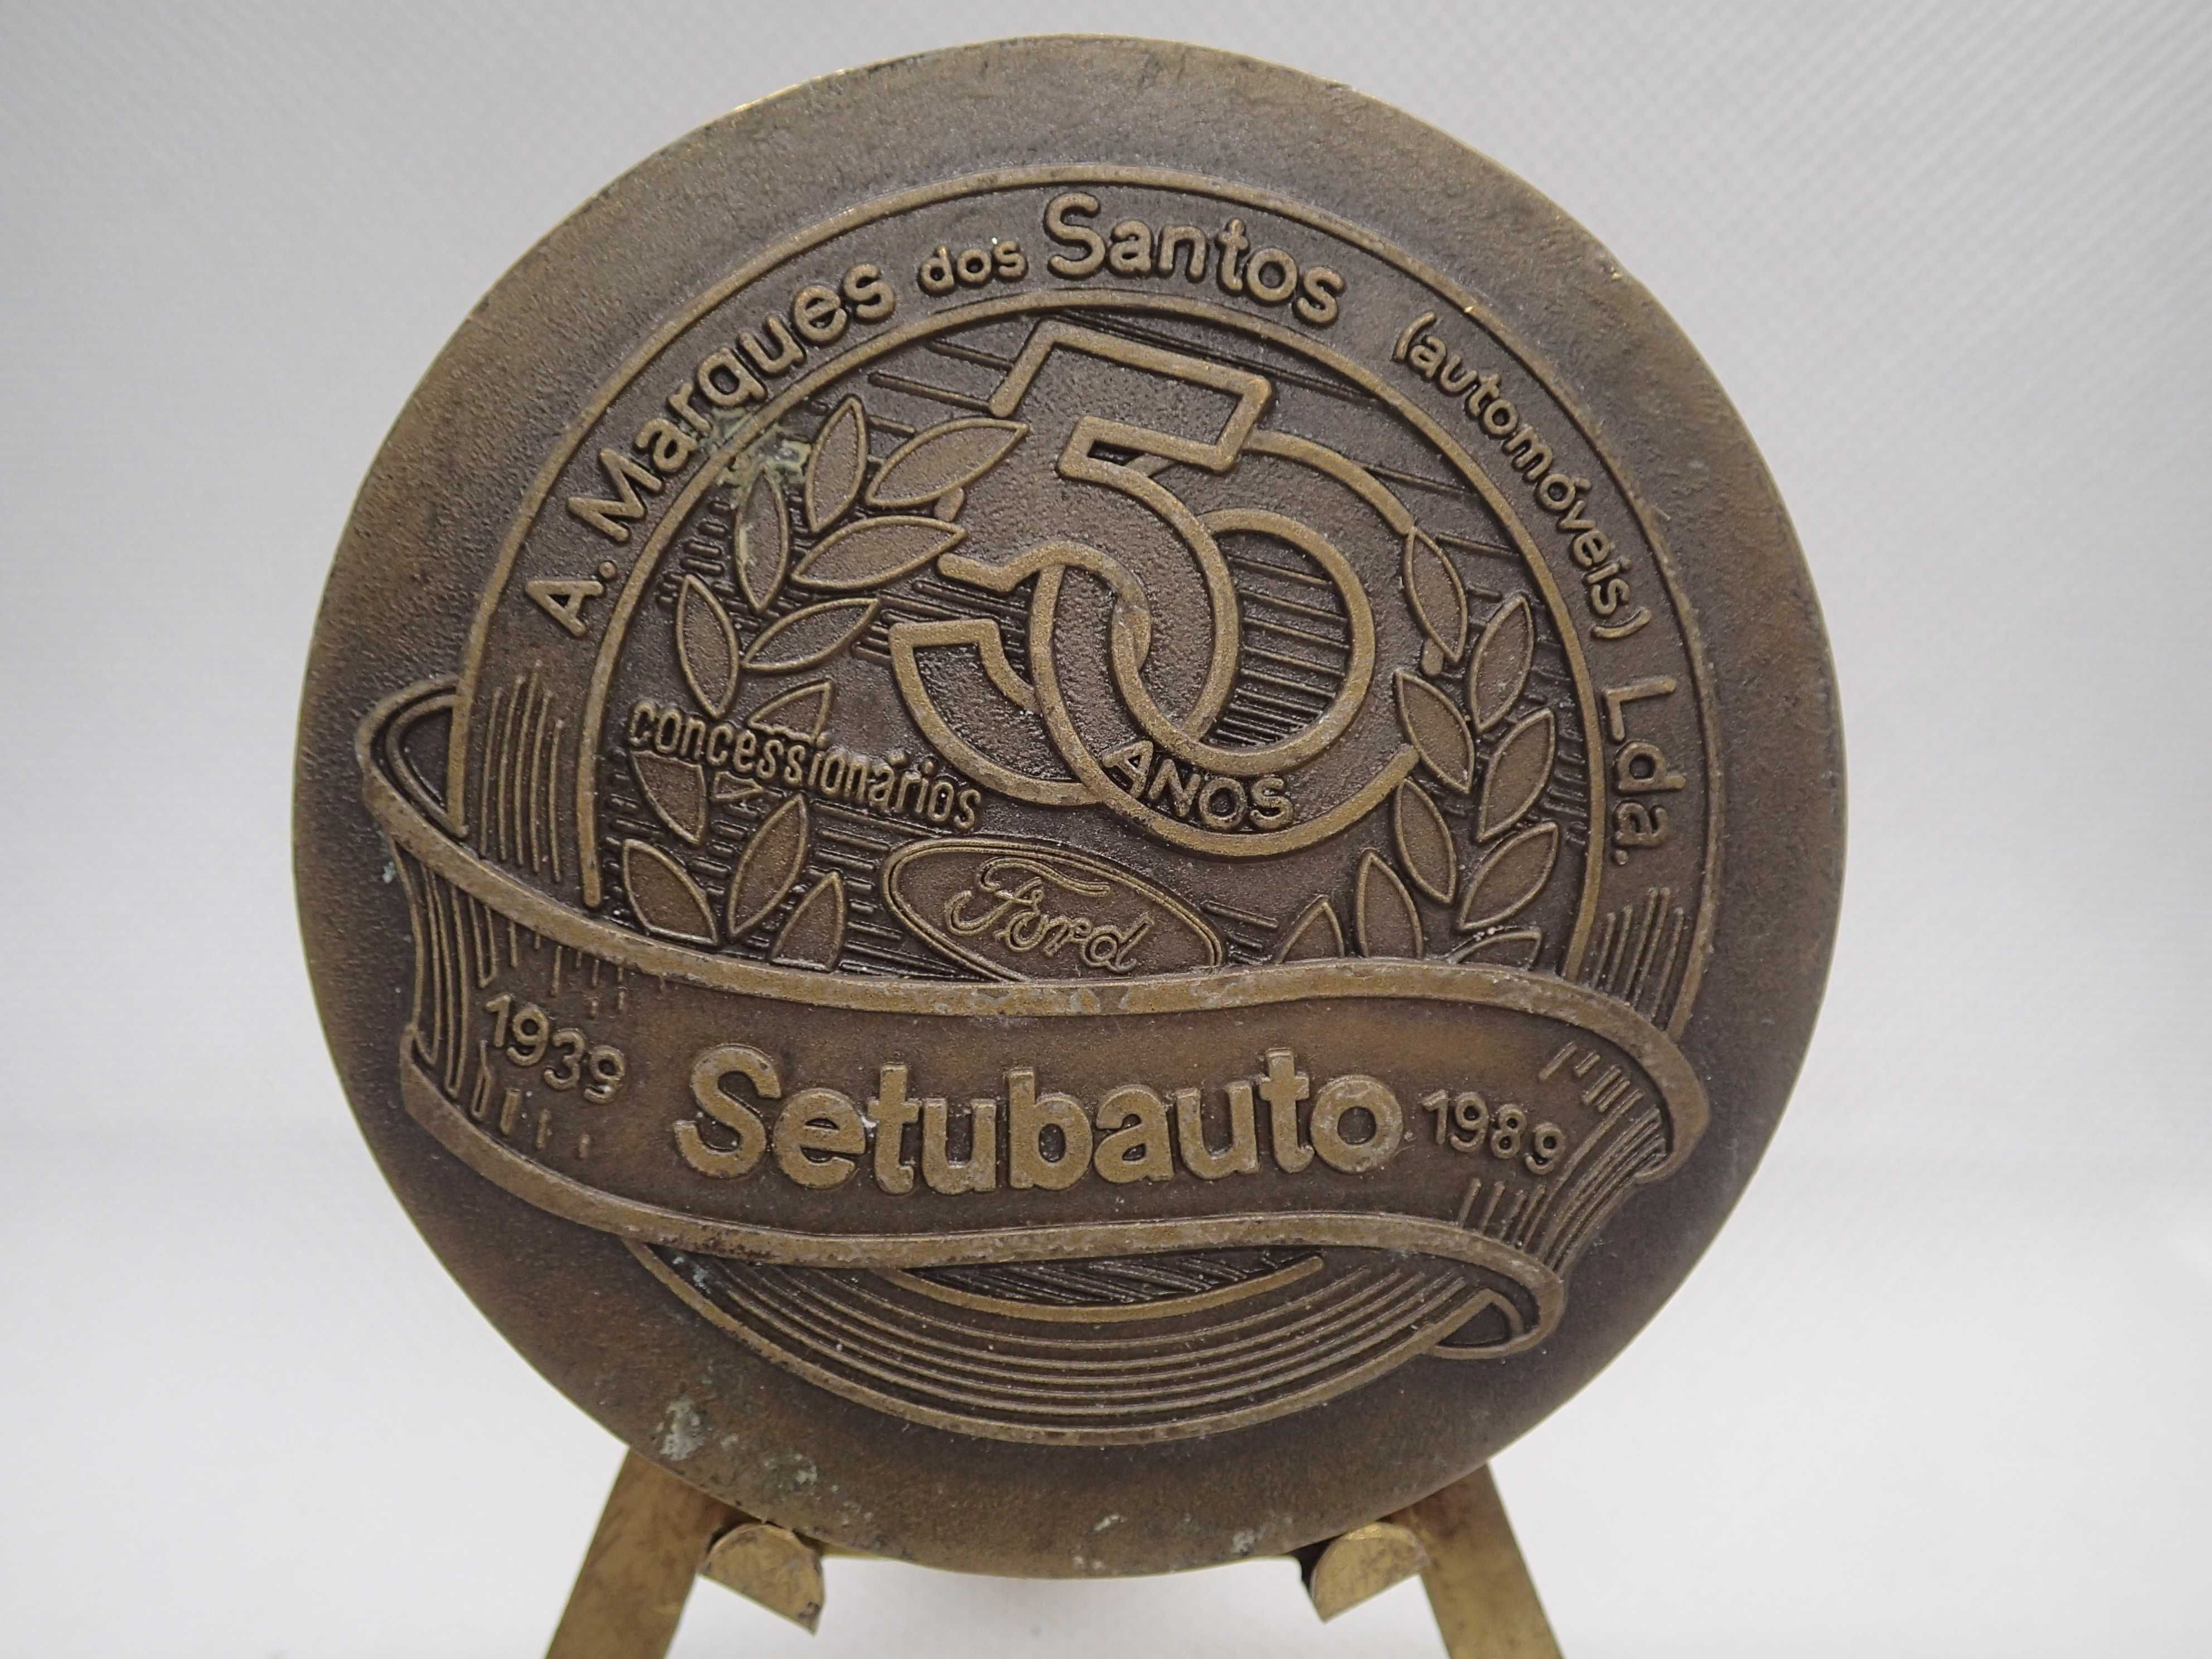 A. Marques dos Santos (automóveis) Lda.
50
ANOS
concessionários
Ford
1939 Setubauto 1989